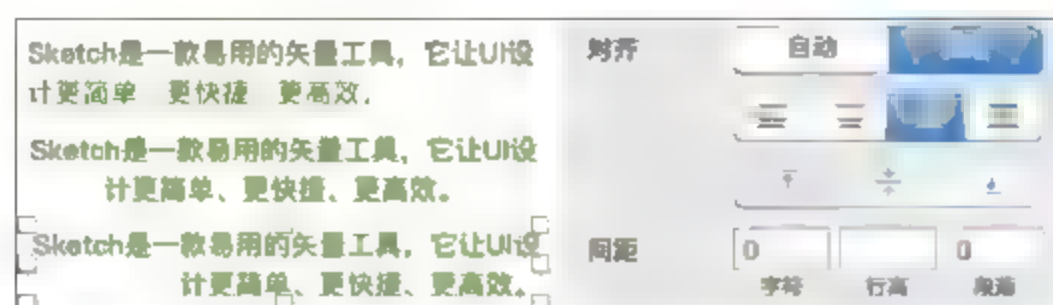 Sketch是一款易用的矢量工具，它让UI设
计更简单 更快捷 更高效.
Sketch是一款易用的矢量工具，它让UI设
计更简单、更快捷、更高效。
Sketch是一款易用的矢量工具，它让UI设
计更简单、更快捷、更高效。
对齐
自动
间距
0
0
字符
行高
段落